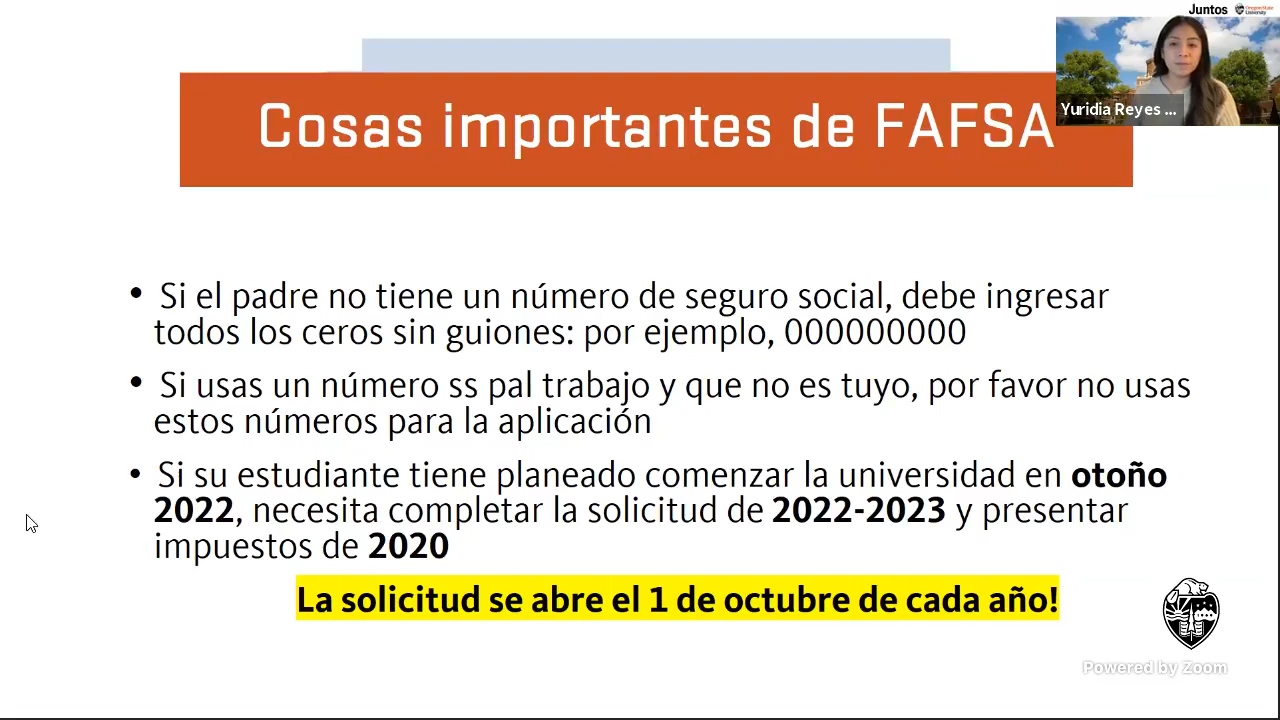 Juntos
Oregon State
University
Yuridia Reyes ...
Cosas importantes de FAFSA
• Si el padre no tiene un número de seguro social, debe ingresar
todos los ceros sin guiones: por ejemplo, 000000000
• Si usas un número ss pal trabajo y que no es tuyo, por favor no usas
estos números para la aplicación
• Si su estudiante tiene planeado comenzar la universidad en otoño
2022, necesita completar la solicitud de 2022-2023 y presentar
impuestos de 2020
La solicitud se abre el 1 de octubre de cada año!
Powered by Zoom